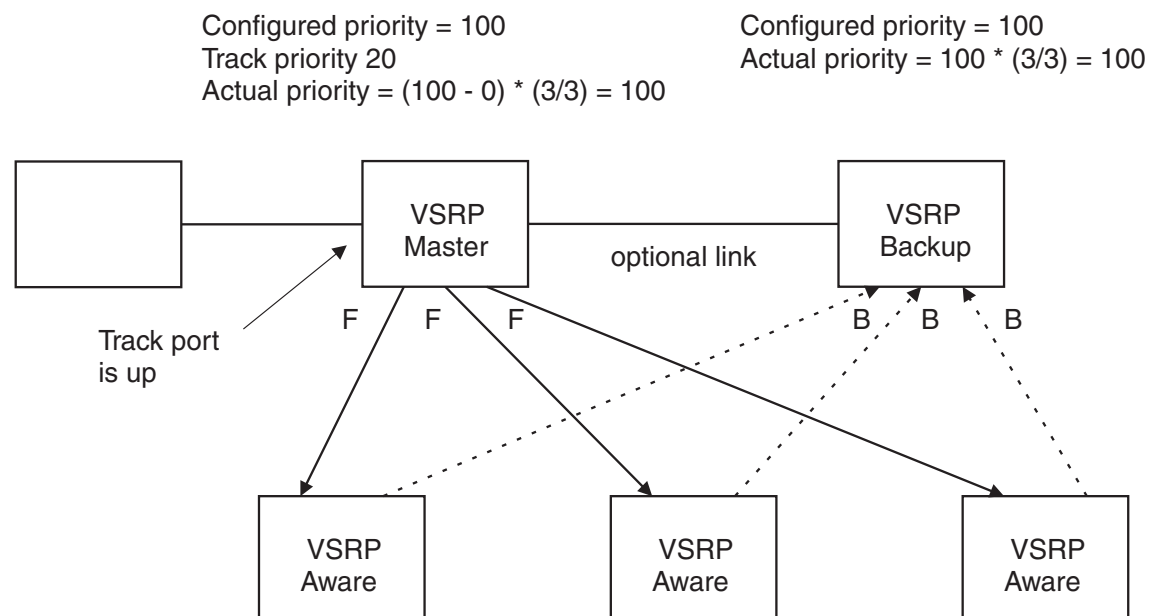 Configured priority = 100
Track priority 20
Actual priority = (100 - 0) * (3/3) = 100
Configured priority = 100
Actual priority = 100 * (3/3) = 100
VSRP
Master
optional link
VSRP
Backup
Track port
is up
F
F
F
B
B
B
VSRP
Aware
VSRP
Aware
VSRP
Aware